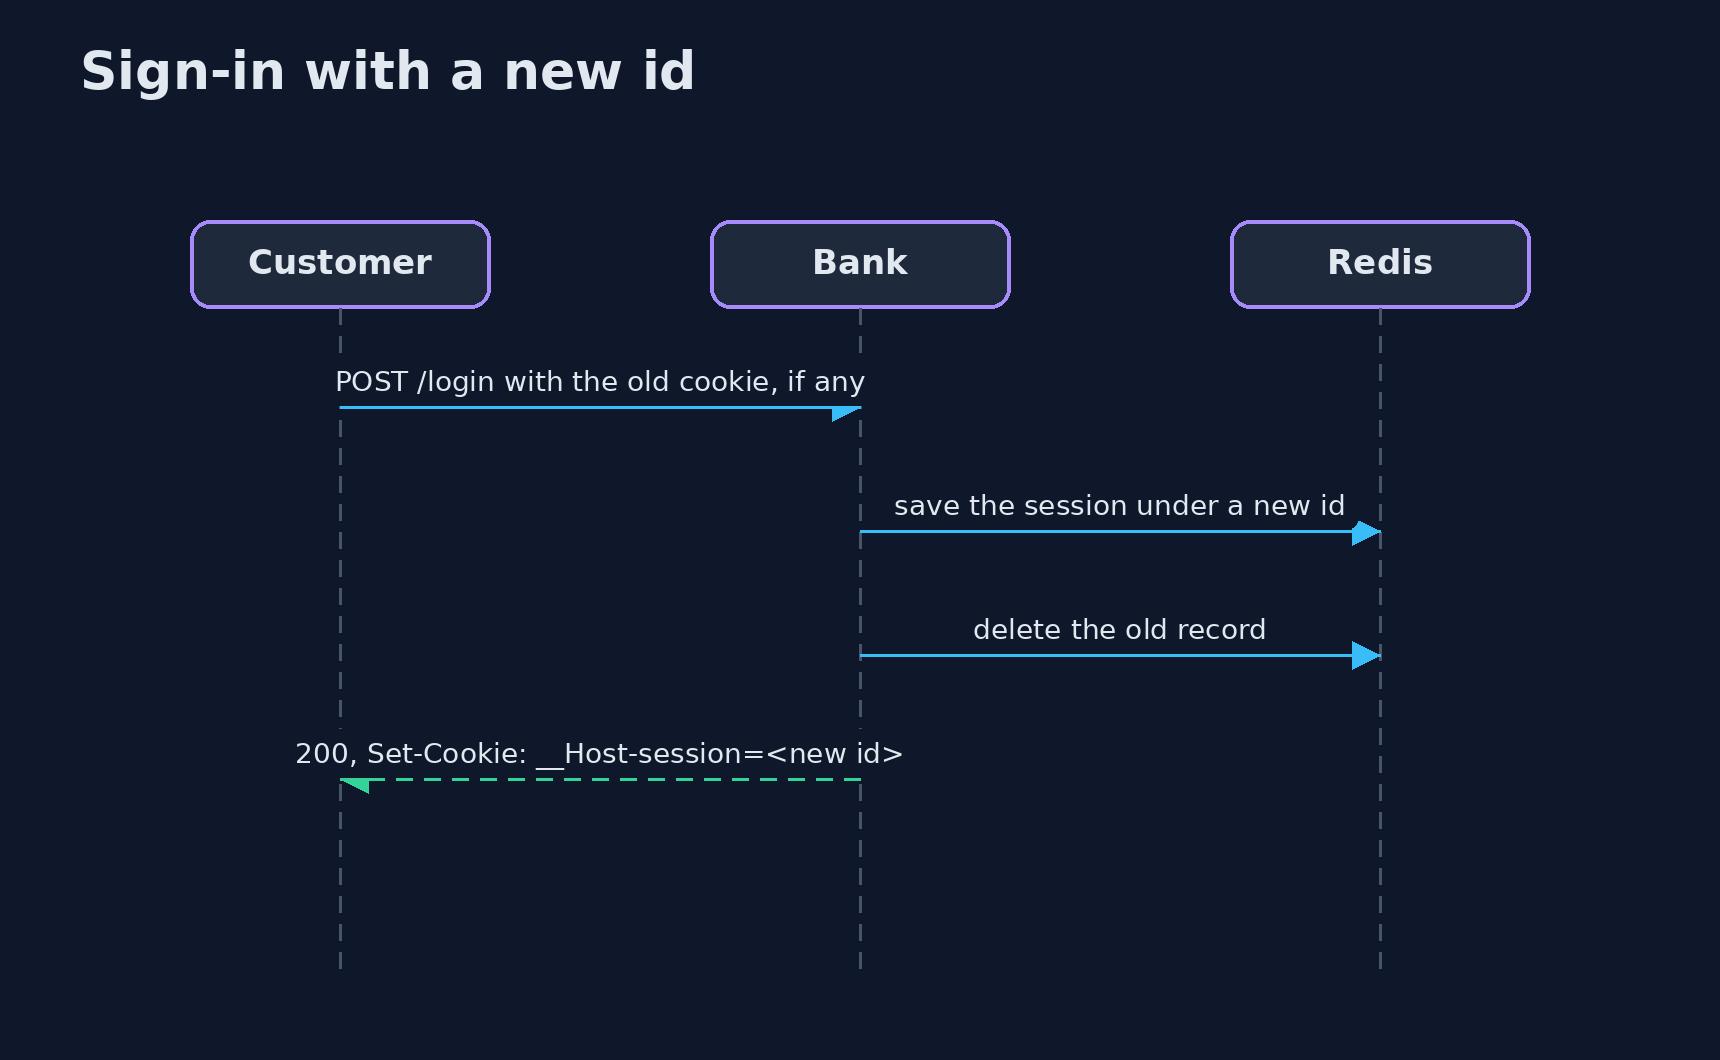 Sign-in with a new id
Customer
Bank
Redis
POST /login with the old cookie, if any
save the session under a new id
delete the old record
200, Set-Cookie: __Host-session=<new id>